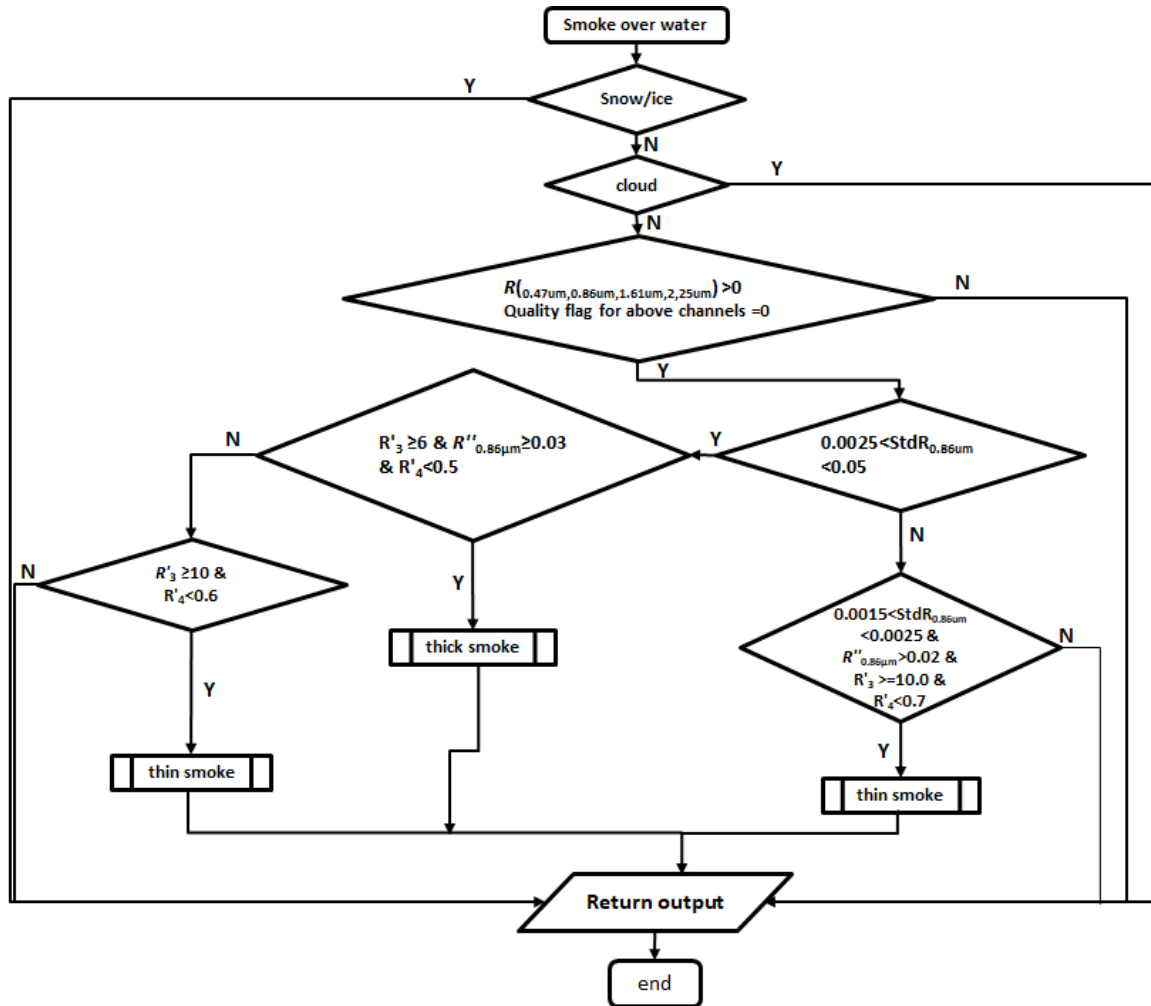 Smoke over water
Y
Snow/ice
N
Y
cloud
N
R(0.47um,0.86um,1.61um,2,25um) >0
Quality flag for above channels =0
N
Y
N
R'3 ≥6 & R''0.86μm≥0.03
& R'4<0.5
Y
0.0025<StdR0.86um
<0.05
N
N
R'3 ≥10 &
R'4<0.6
Y
0.0015<StdR0.86um
<0.0025 &
R''0.86μm>0.02 &
R'3 >=10.0 &
R'4<0.7
N
thick smoke
Y
Y
thin smoke
thin smoke
Return output
end